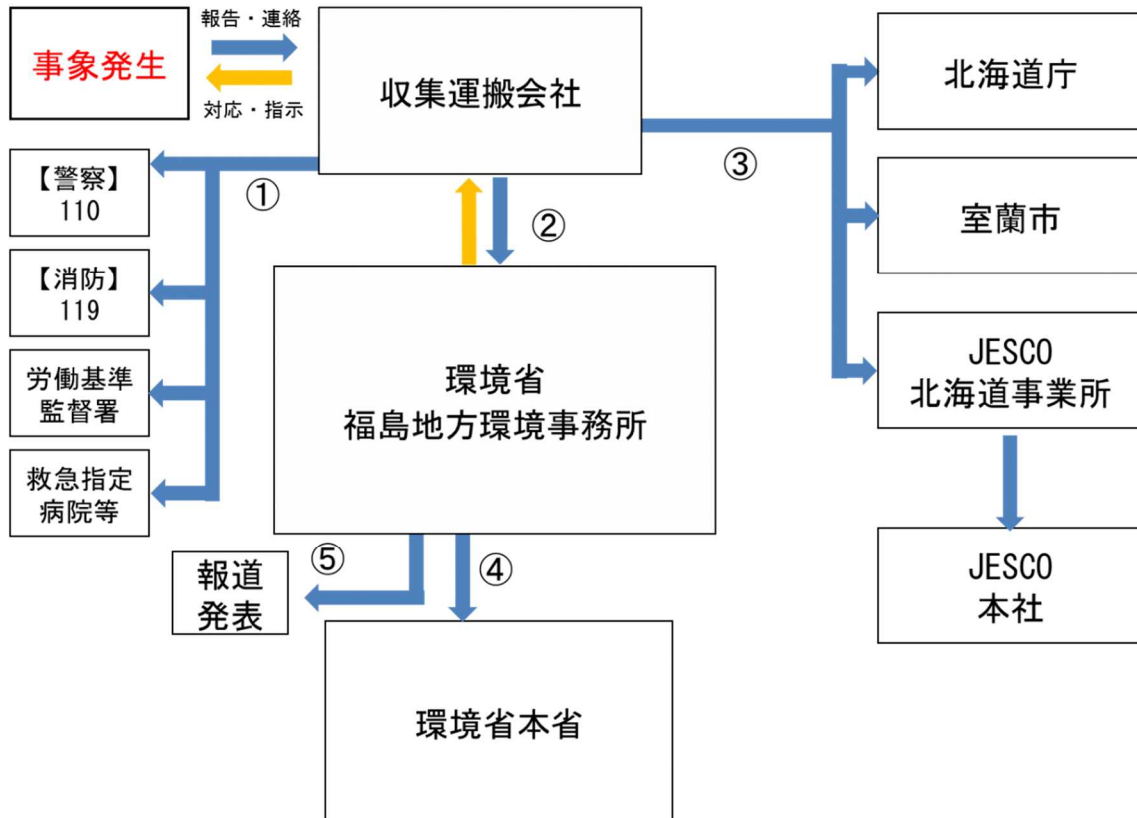 事象発生
報告・連絡
対応・指示
収集運搬会社
北海道庁
①
③
【警察】
110
②
室蘭市
【消防】
119
環境省
福島地方環境事務所
JESCO
北海道事業所
労働基準
監督署
救急指定
病院等
⑤
④
報道
発表
JESCO
本社
環境省本省